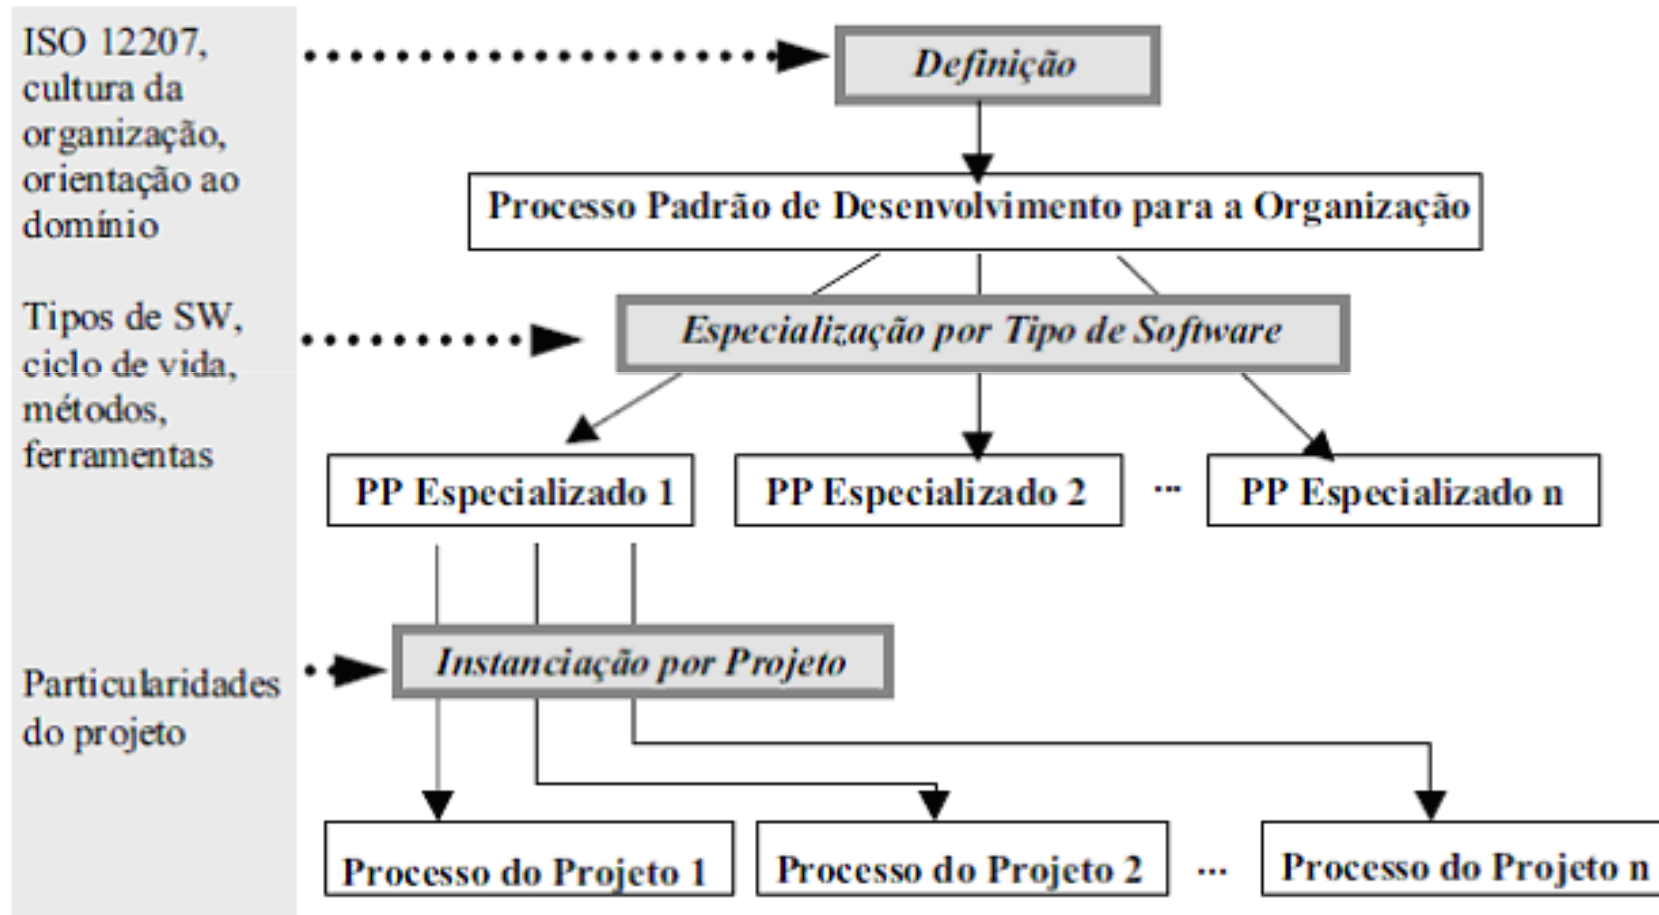 ISO 12207,
cultura da
organização,
orientação ao
domínio
Definição
Processo Padrão de Desenvolvimento para a Organização
Tipos de SW,
ciclo de vida,
métodos,
ferramentas
Especialização por Tipo de Software
PP Especializado 1
PP Especializado 2
...
PP Especializado n
Particularidades
do projeto
Instanciação por Projeto
Processo do Projeto 1
Processo do Projeto 2
...
Processo do Projeto n